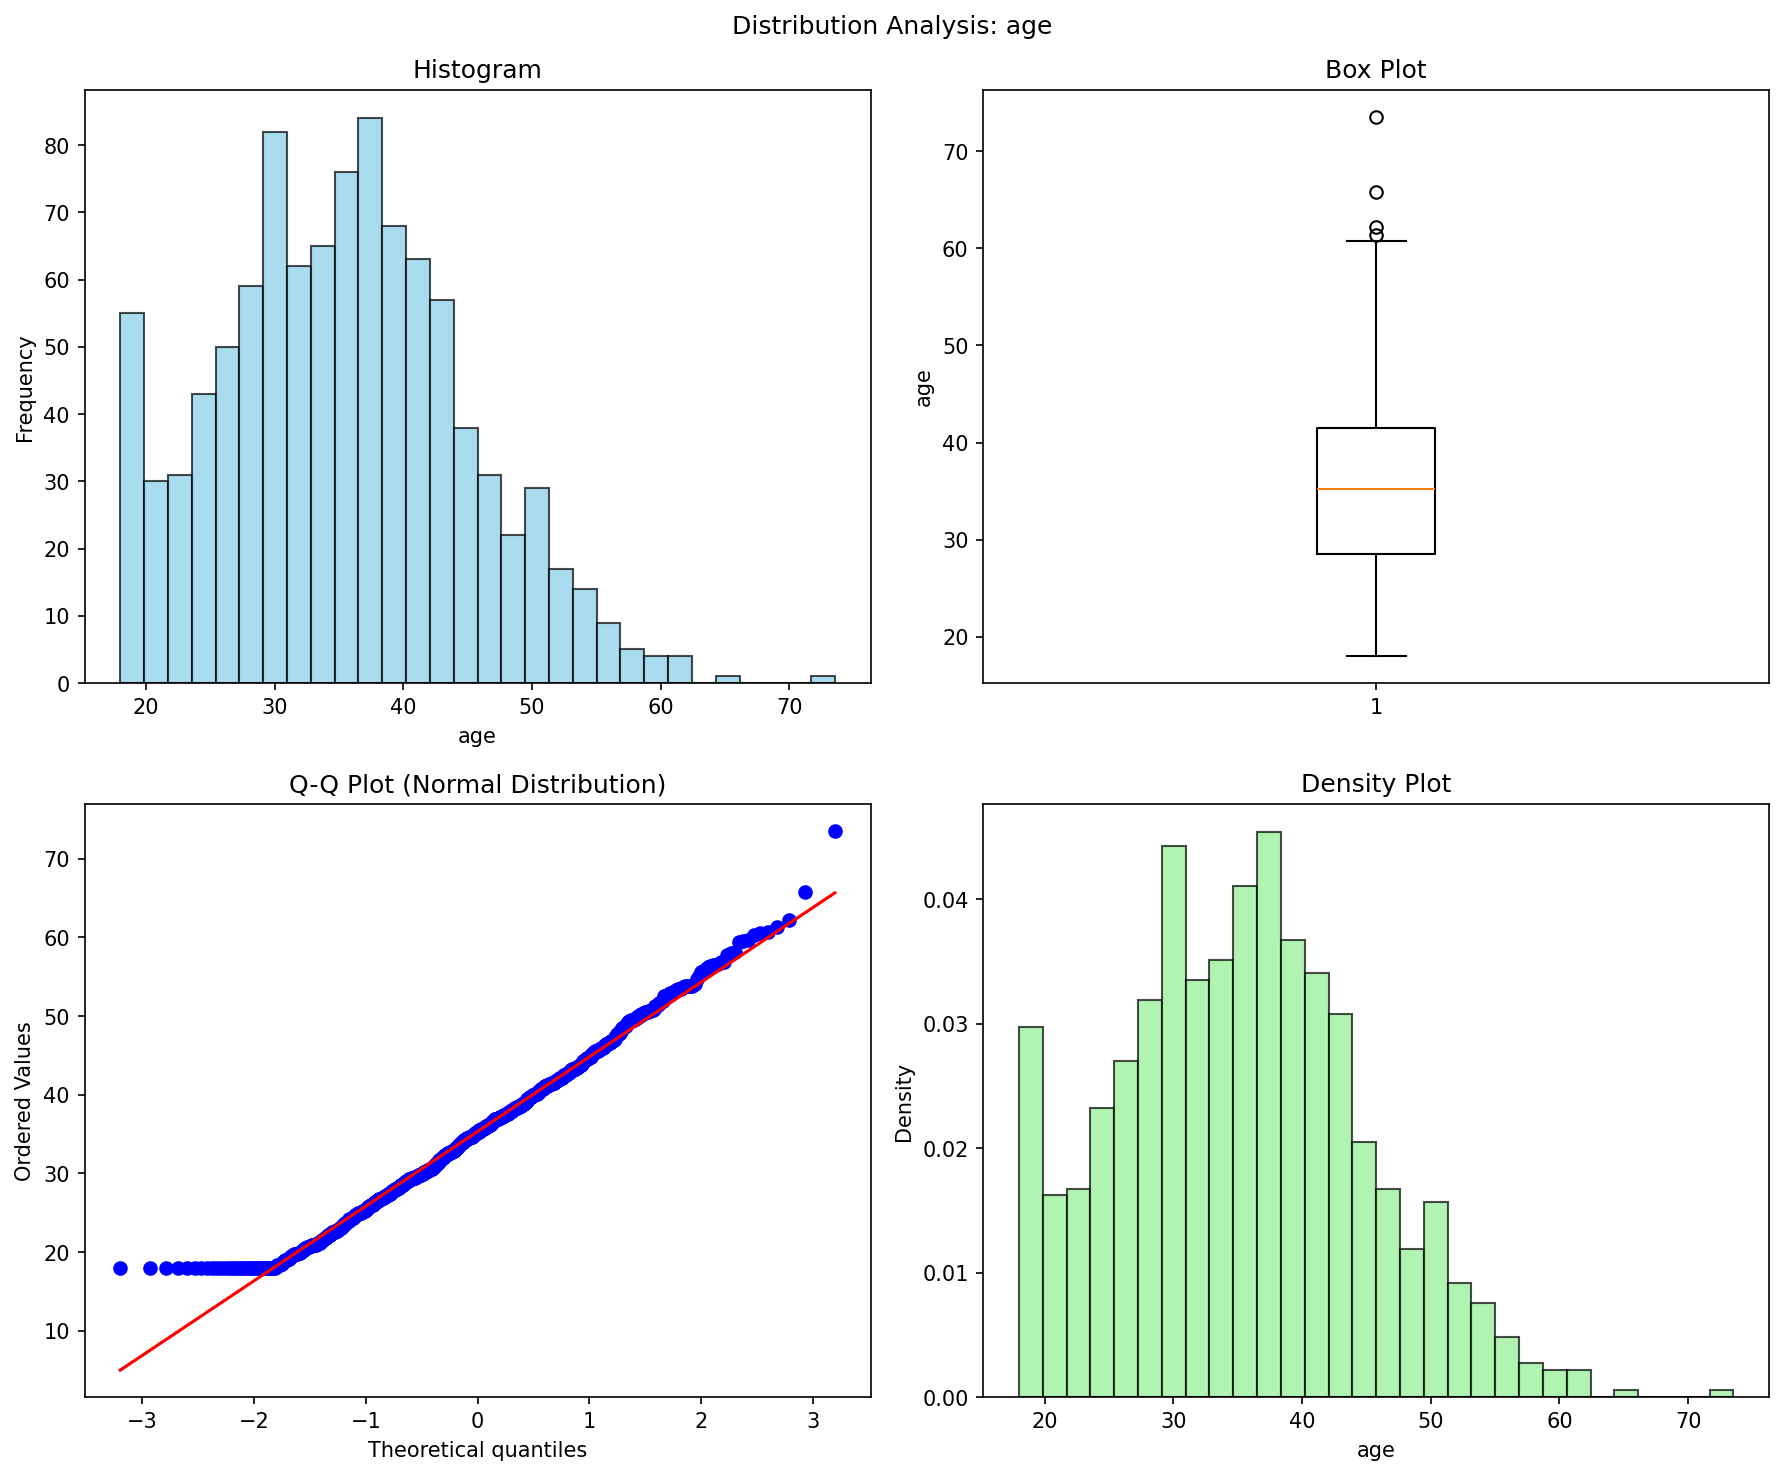 Distribution Analysis: age
Histogram
Frequency
80
70
60
50
40
30
20
10
0
20 30 40 50 60 70
age
Box Plot
age
70
60
50
40
30
20
1
Q-Q Plot (Normal Distribution)
Ordered Values
70
60
50
40
30
20
10
−3 −2 −1 0 1 2 3
Theoretical quantiles
Density Plot
Density
0.04
0.03
0.02
0.01
0.00
20 30 40 50 60 70
age